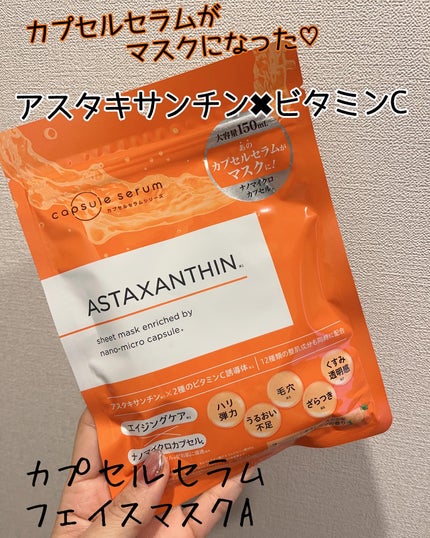 カプセルセラムが
マスクになった♡
アスタキサンチン✖ビタミンC
大容量150mL
あの
カプセルセラムが
マスクに!
ナノマイクロ
カプセル
capsule serum
カプセルセラムシリーズ
ASTAXANTHIN
sheet mask enriched by
nano-micro capsule.
アスタキサンチン×2種のビタミンC誘導体
12種類の整肌成分も同時に配合
エイジングケア
ナノマイクロカプセル
ハリ
弾力
うるおい
不足
毛穴
ざらつき
くすみ
透明感
カプセルセラム
フェイスマスクA